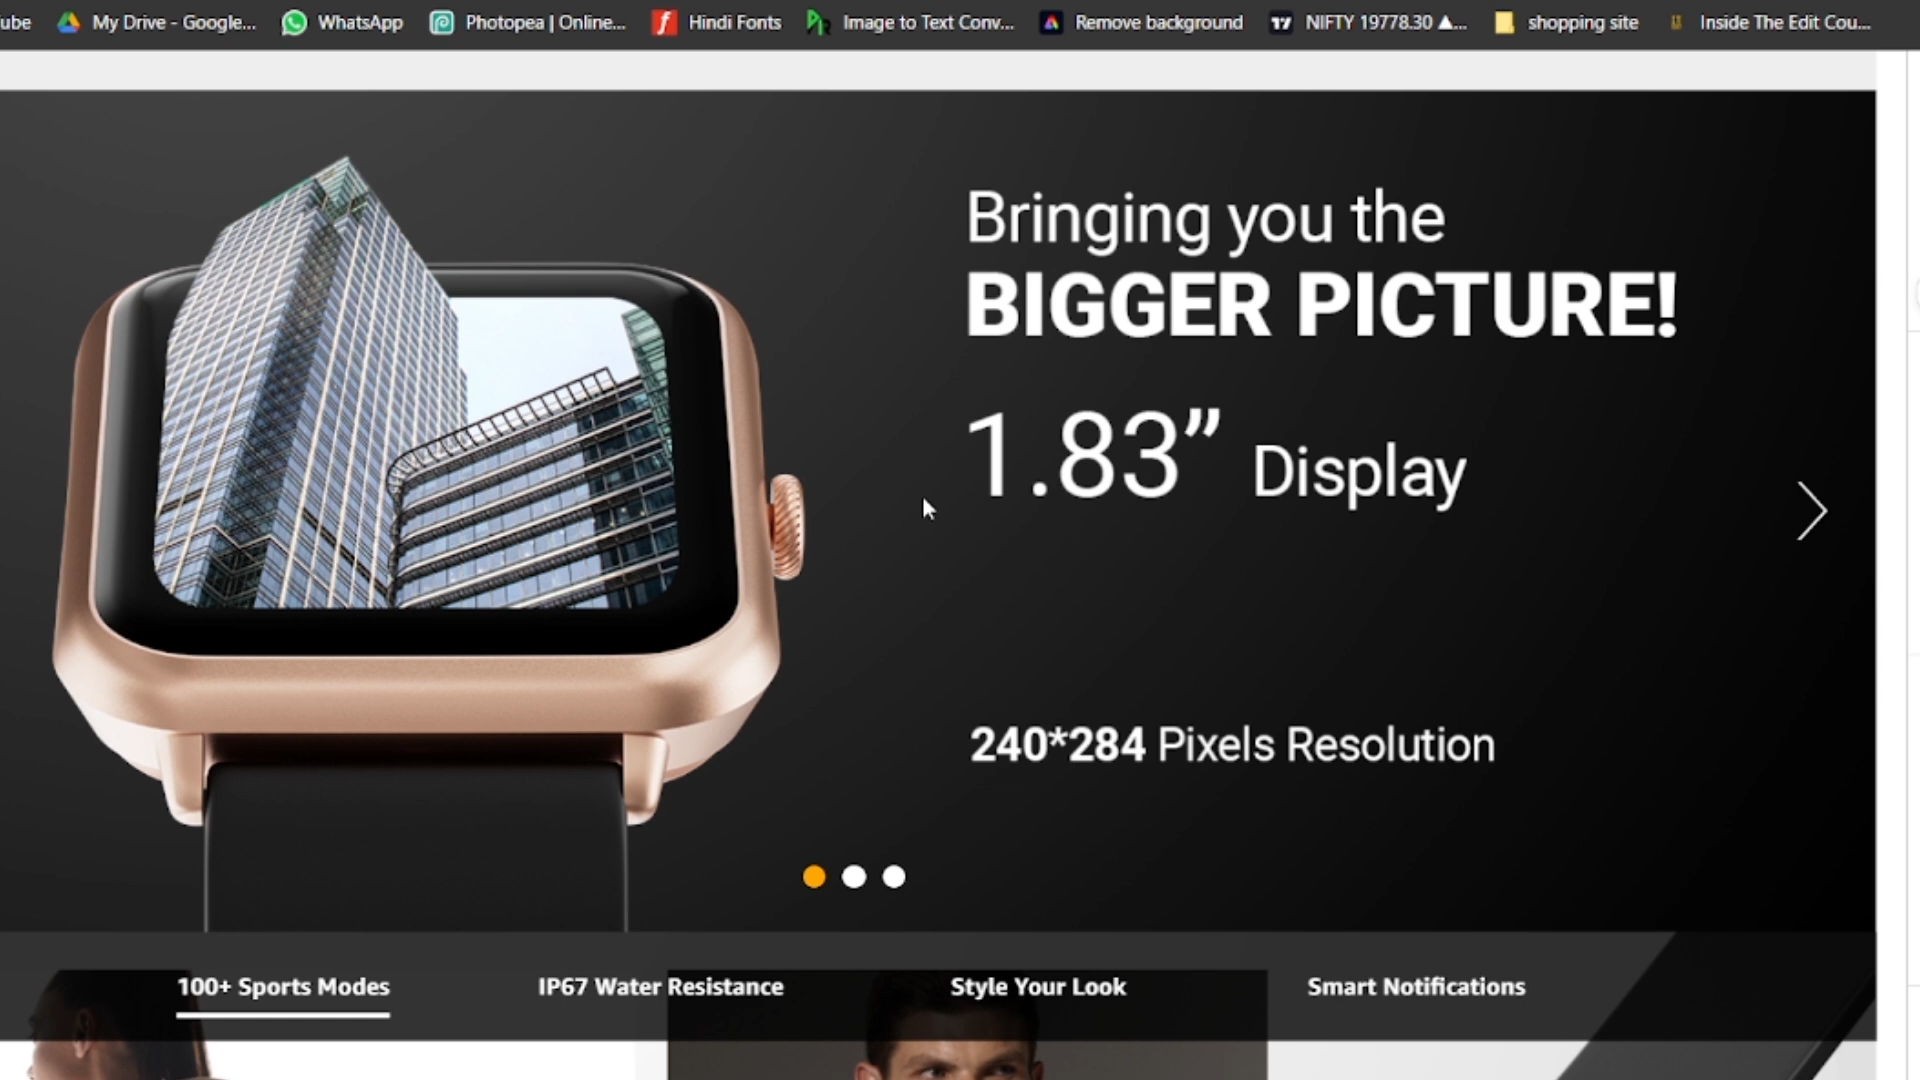 ube My Drive - Google... WhatsApp Photopea | Online... Hindi Fonts Image to Text Conv... Remove background NIFTY 19778.30 ▲... shopping site Inside The Edit Cou...
Bringing you the
BIGGER PICTURE!
1.83” Display
240*284 Pixels Resolution
100+ Sports Modes IP67 Water Resistance Style Your Look Smart Notifications